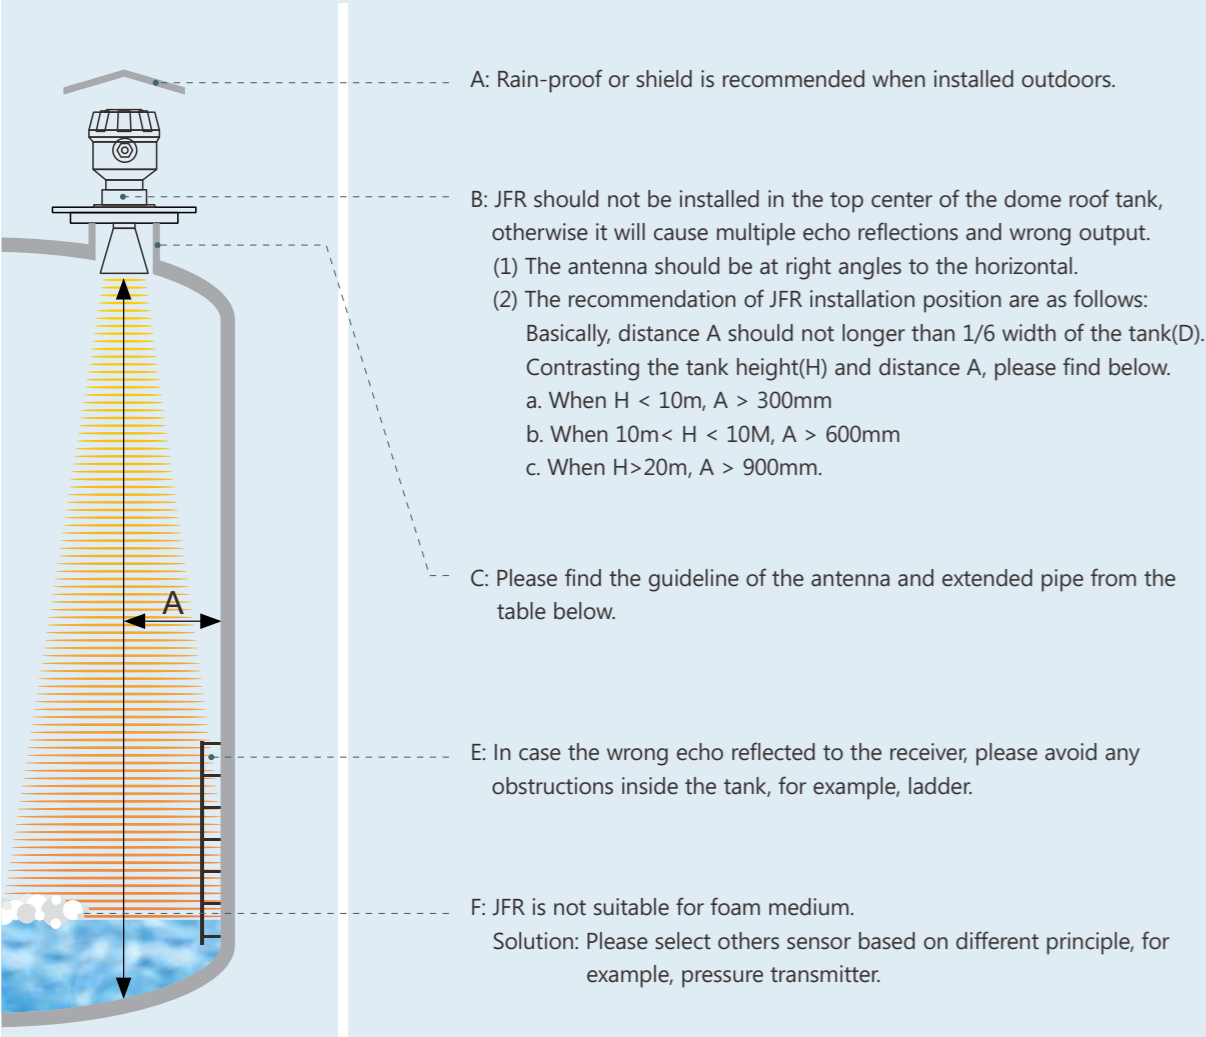 A: Rain-proof or shield is recommended when installed outdoors.
B: JFR should not be installed in the top center of the dome roof tank,
otherwise it will cause multiple echo reflections and wrong output.
(1) The antenna should be at right angles to the horizontal.
(2) The recommendation of JFR installation position are as follows:
Basically, distance A should not longer than 1/6 width of the tank(D).
Contrasting the tank height(H) and distance A, please find below.
a. When H < 10m, A > 300mm
b. When 10m< H < 10M, A > 600mm
c. When H>20m, A > 900mm.
C: Please find the guideline of the antenna and extended pipe from the
table below.
A
E: In case the wrong echo reflected to the receiver, please avoid any
obstructions inside the tank, for example, ladder.
F: JFR is not suitable for foam medium.
Solution: Please select others sensor based on different principle, for
example, pressure transmitter.